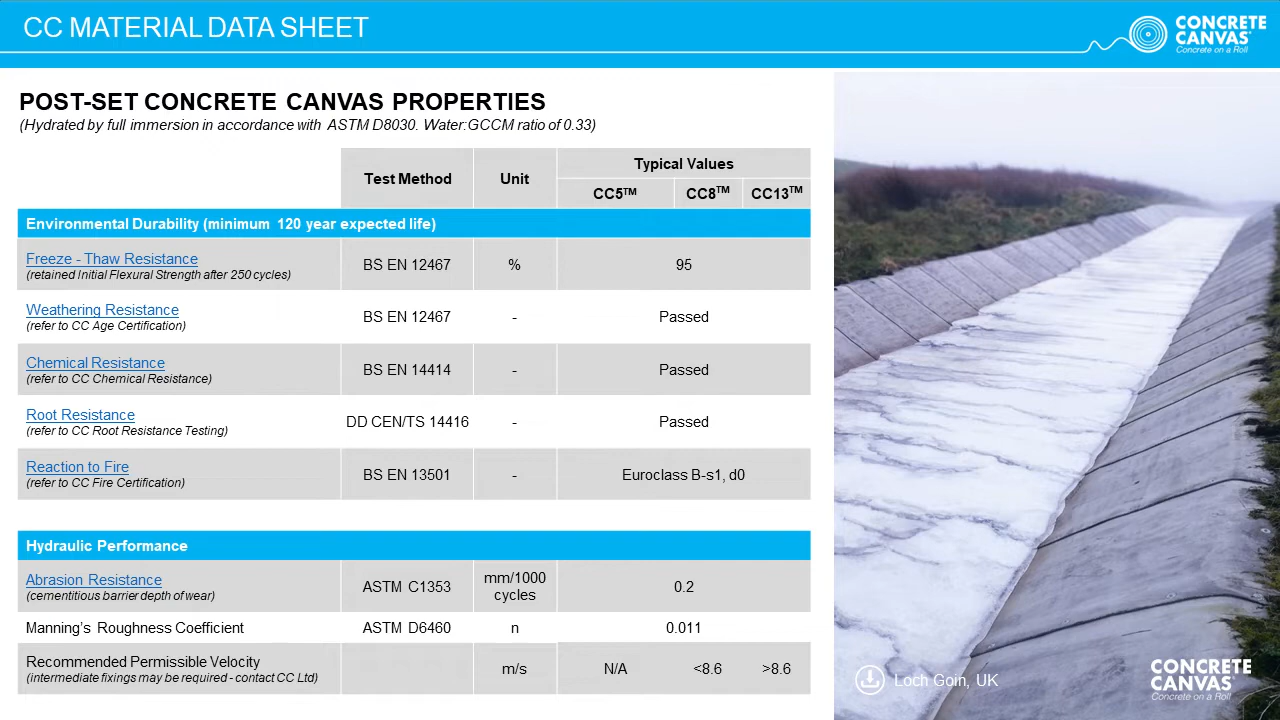 CC MATERIAL DATA SHEET
CONCRETE
CANVAS®
Concrete on a Roll
POST-SET CONCRETE CANVAS PROPERTIES
(Hydrated by full immersion in accordance with ASTM D8030. Water:GCCM ratio of 0.33)
Test Method Unit Typical Values
CC5™ CC8™ CC13™
Environmental Durability (minimum 120 year expected life)
Freeze - Thaw Resistance BS EN 12467 % 95
(retained Initial Flexural Strength after 250 cycles)
Weathering Resistance BS EN 12467 - Passed
(refer to CC Age Certification)
Chemical Resistance BS EN 14414 - Passed
(refer to CC Chemical Resistance)
Root Resistance DD CEN/TS 14416 - Passed
(refer to CC Root Resistance Testing)
Reaction to Fire BS EN 13501 - Euroclass B-s1, d0
(refer to CC Fire Certification)
Hydraulic Performance
Abrasion Resistance ASTM C1353 mm/1000 cycles 0.2
(cementitious barrier depth of wear)
Manning's Roughness Coefficient ASTM D6460 n 0.011
Recommended Permissible Velocity m/s N/A <8.6 >8.6
(intermediate fixings may be required - contact CC Ltd)
Loch Goin, UK
CONCRETE
CANVAS®
Concrete on a Roll